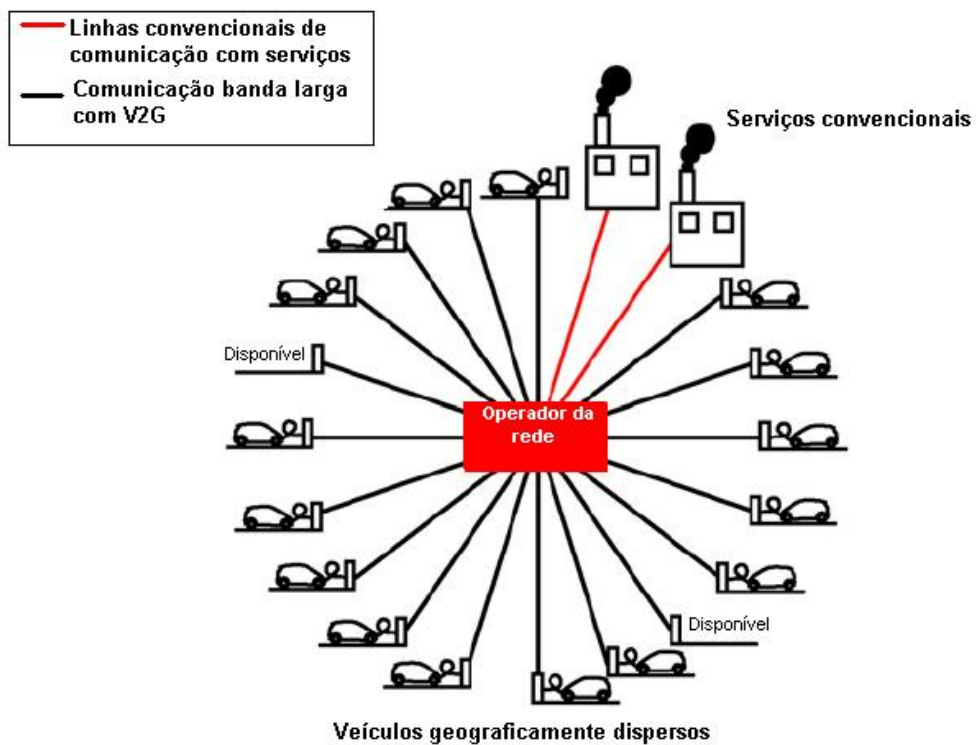 Linhas convencionais de
comunicação com serviços
Comunicação banda larga
com V2G
Serviços convencionais
Disponível
Operador da
rede
Disponível
Veículos geograficamente dispersos